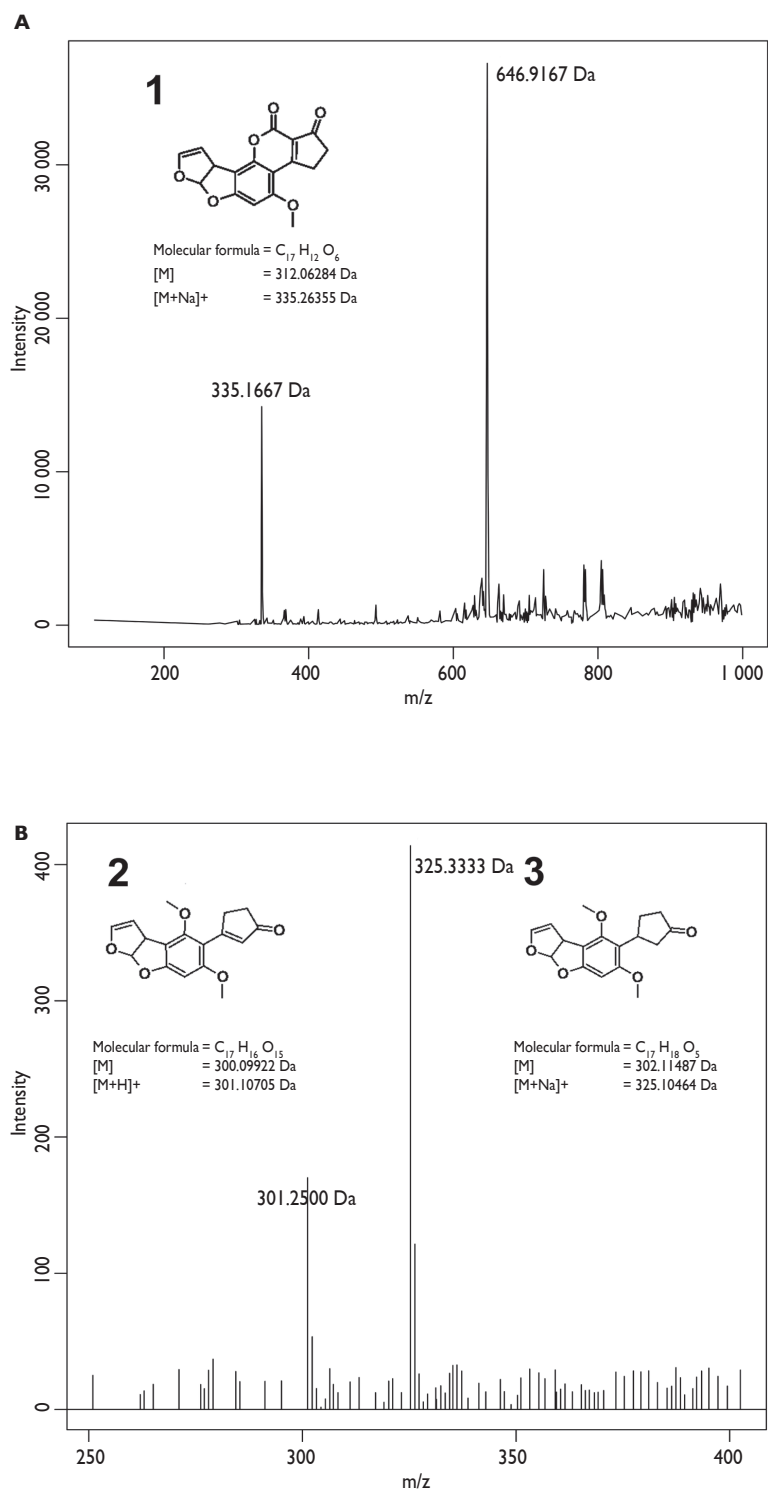 A
1
646.9167 Da
O
O
O
O
O
O
Molecular formula = C17 H12 O6
[M] = 312.06284 Da
[M+Na]+ = 335.26355 Da
335.1667 Da
Intensity
0
10 000
20 000
30 000
200
400
600
800
1 000
m/z
B
2
325.3333 Da
3
O
O
O
O
O
O
O
O
O
O
Molecular formula = C17 H16 O15
[M] = 300.09922 Da
[M+H]+ = 301.10705 Da
Molecular formula = C17 H18 O5
[M] = 302.11487 Da
[M+Na]+ = 325.10464 Da
301.2500 Da
Intensity
0
100
200
300
400
250
300
350
400
m/z